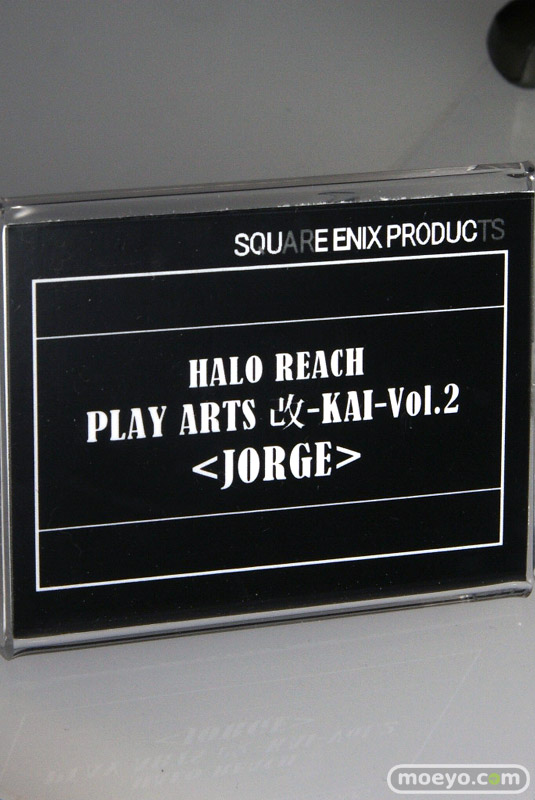 SQUARE ENIX PRODUCTS
HALO REACH
PLAY ARTS 改-KAI-Vol.2
<JORGE>
moeyo.com